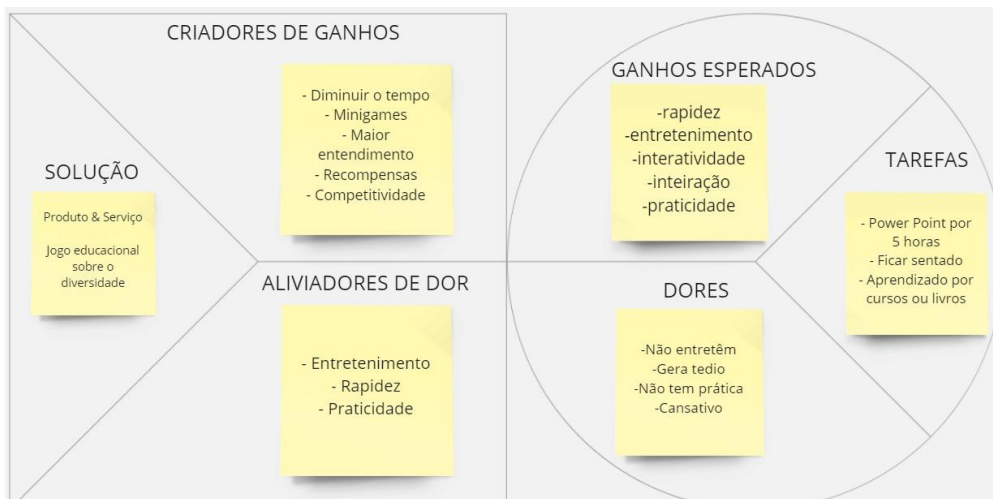 CRIADORES DE GANHOS
- Diminuir o tempo
- Minigames
- Maior
entendimento
- Recompensas
- Competitividade
SOLUÇÃO
Produto & Serviço
Jogo educacional
sobre o
diversidade
ALIVIADORES DE DOR
- Entretenimento
- Rapidez
- Praticidade
GANHOS ESPERADOS
-rapidez
-entretenimento
-interatividade
-inteiração
-praticidade
TAREFAS
- Power Point por
5 horas
- Ficar sentado
- Aprendizado por
cursos ou livros
DORES
-Não entretêm
-Gera tedio
-Não tem prática
-Cansativo